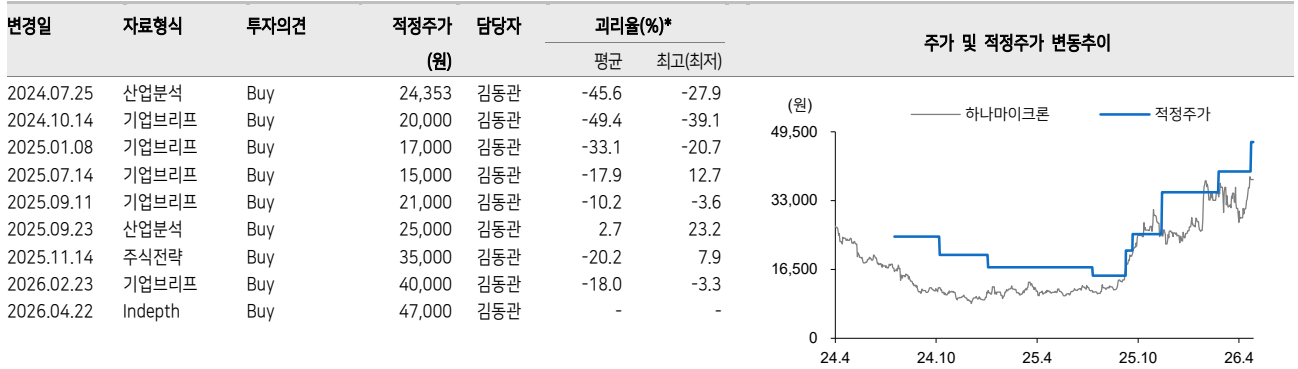 변경일 자료형식 투자의견 적정주가 담당자 괴리율(%)* 주가 및 적정주가 변동추이
(원) 평균 최고(최저)
2024.07.25 산업분석 Buy 24,353 김동관 -45.6 -27.9
2024.10.14 기업브리프 Buy 20,000 김동관 -49.4 -39.1
2025.01.08 기업브리프 Buy 17,000 김동관 -33.1 -20.7
2025.07.14 기업브리프 Buy 15,000 김동관 -17.9 12.7
2025.09.11 기업브리프 Buy 21,000 김동관 -10.2 -3.6
2025.09.23 산업분석 Buy 25,000 김동관 2.7 23.2
2025.11.14 주식전략 Buy 35,000 김동관 -20.2 7.9
2026.02.23 기업브리프 Buy 40,000 김동관 -18.0 -3.3
2026.04.22 Indepth Buy 47,000 김동관 - -
(원) 하나마이크론 적정주가
49,500
33,000
16,500
0
24.4 24.10 25.4 25.10 26.4